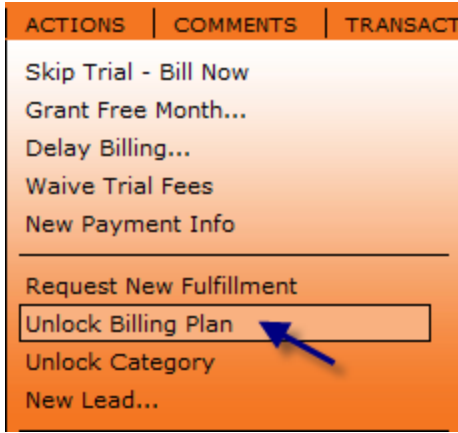 ACTIONS COMMENTS TRANSACT
Skip Trial - Bill Now
Grant Free Month...
Delay Billing...
Waive Trial Fees
New Payment Info
Request New Fulfillment
Unlock Billing Plan
Unlock Category
New Lead...